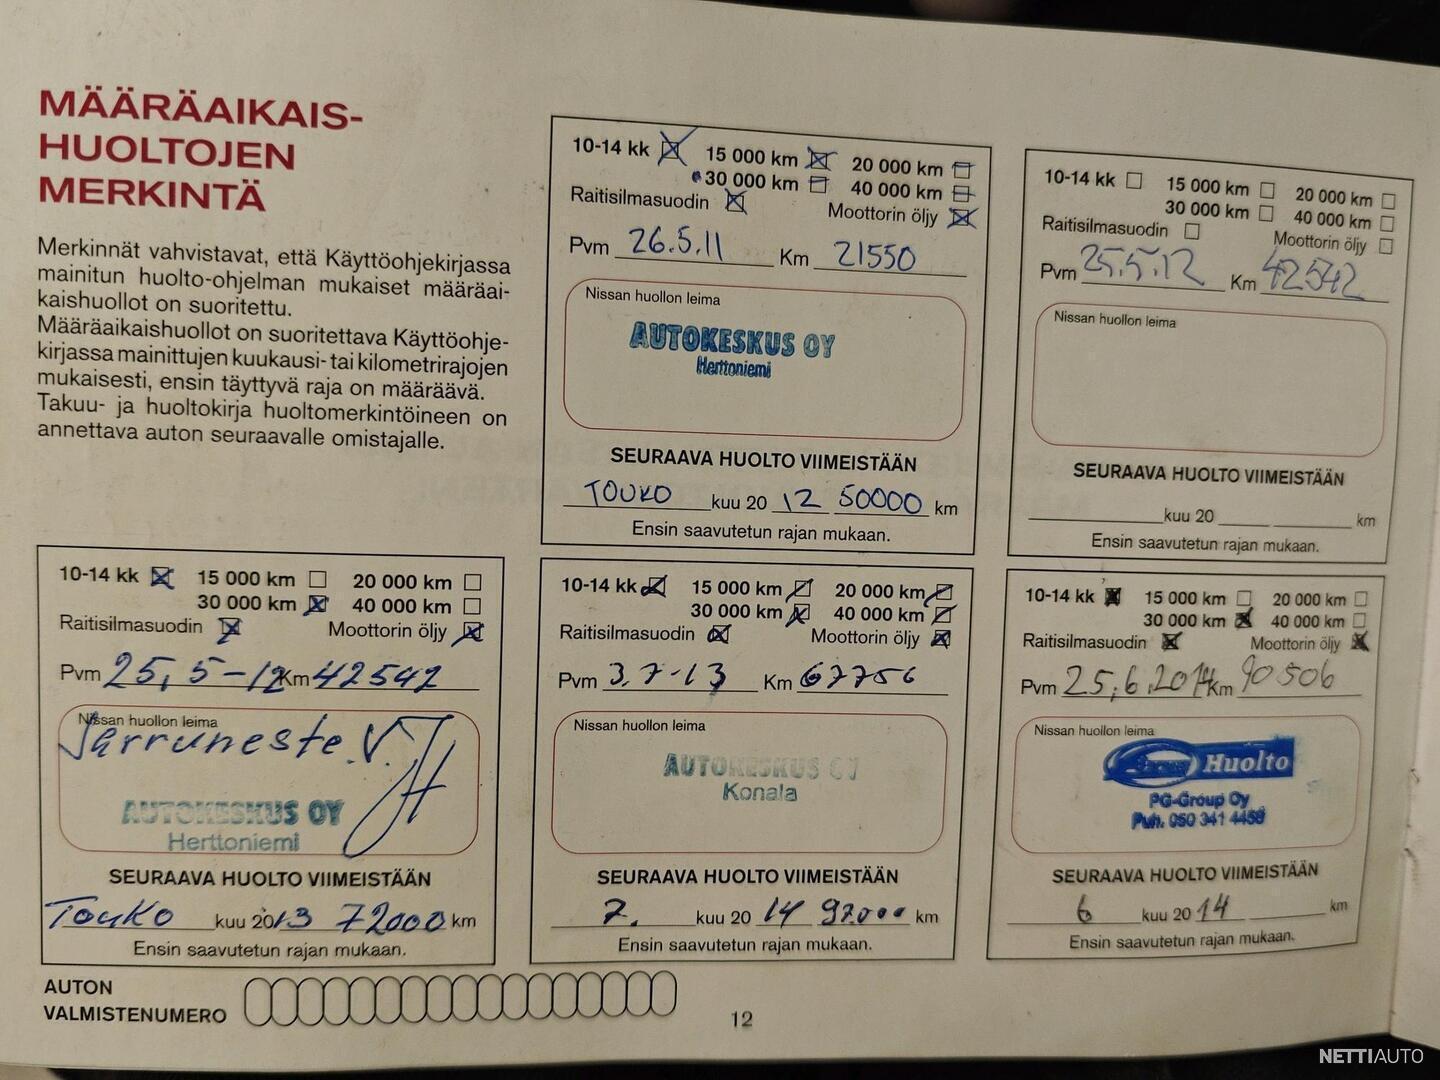 MÄÄRÄAIKAIS-
HUOLTOJEN
MERKINTÄ
Merkinnät vahvistavat, että Käyttöohjekirjassa
mainitun huolto-ohjelman mukaiset määräai-
kaishuollot on suoritettu.
Määräaikaishuollot on suoritettava Käyttöohje-
kirjassa mainittujen kuukausi- tai kilometrirajojen
mukaisesti, ensin täyttyvä raja on määräävä.
Takuu- ja huoltokirja huoltomerkintöineen on
annettava auton seuraavalle omistajalle.
10-14 kk 15 000 km 20 000 km
30 000 km 40 000 km
Raitisilmasuodin Moottorin öljy
Pvm 26.5.11 Km 21550
Nissan huollon leima
AUTOKESKUS OY
Herttoniemi
SEURAAVA HUOLTO VIIMEISTÄÄN
TOUKO kuu 20 12 50000 km
Ensin saavutetun rajan mukaan.
10-14 kk 15 000 km 20 000 km
30 000 km 40 000 km
Raitisilmasuodin Moottorin öljy
Pvm 25.5.12 Km 42542
Nissan huollon leima
SEURAAVA HUOLTO VIIMEISTÄÄN
kuu 20 km
Ensin saavutetun rajan mukaan.
10-14 kk 15 000 km 20 000 km
30 000 km 40 000 km
Raitisilmasuodin Moottorin öljy
Pvm 25,5-12 Km 42542
Nissan huollon leima
Jarruneste V.
AUTOKESKUS OY
Herttoniemi
SEURAAVA HUOLTO VIIMEISTÄÄN
Touko kuu 2013 72000 km
Ensin saavutetun rajan mukaan.
10-14 kk 15 000 km 20 000 km
30 000 km 40 000 km
Raitisilmasuodin Moottorin öljy
Pvm 3.7-13 Km 67756
Nissan huollon leima
AUTOKESKUS OY
Konala
SEURAAVA HUOLTO VIIMEISTÄÄN
7. kuu 20 14 97000 km
Ensin saavutetun rajan mukaan.
10-14 kk 15 000 km 20 000 km
30 000 km 40 000 km
Raitisilmasuodin Moottorin öljy
Pvm 25.6.2014 Km 90506
Nissan huollon leima
Huolto
PG-Group Oy
Puh. 050 341 4458
SEURAAVA HUOLTO VIIMEISTÄÄN
6 kuu 20 14 km
Ensin saavutetun rajan mukaan.
AUTON
VALMISTENUMERO
12
NETTIAUTO